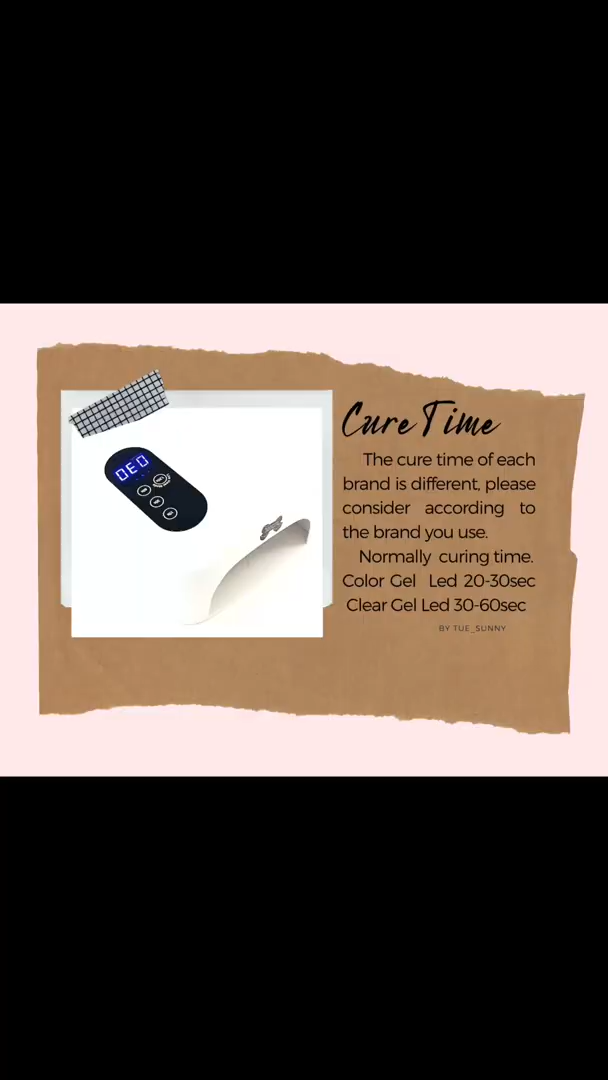 Cure Time
The cure time of each
brand is different, please
consider according to
the brand you use.
Normally curing time.
Color Gel Led 20-30sec
Clear Gel Led 30-60sec
BY TUE_SUNNY